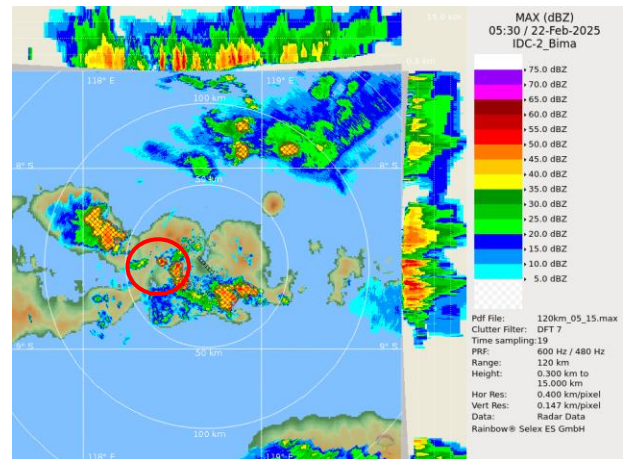 15.0 km
0.3 km
118° E
119° E
100 km
8° S
8° S
50 km
9° S
9° S
50 km
100 km
118° E
119° E
MAX (dBZ)
05:30 / 22-Feb-2025
IDC-2_Bima
75.0 dBZ
70.0 dBZ
65.0 dBZ
60.0 dBZ
55.0 dBZ
50.0 dBZ
45.0 dBZ
40.0 dBZ
35.0 dBZ
30.0 dBZ
25.0 dBZ
20.0 dBZ
15.0 dBZ
10.0 dBZ
5.0 dBZ
Pdf File: 120km_05_15.max
Clutter Filter: DFT 7
Time sampling:19
PRF: 600 Hz / 480 Hz
Range: 120 km
Height: 0.300 km to
15.000 km
Hor Res: 0.400 km/pixel
Vert Res: 0.147 km/pixel
Data: Radar Data
Rainbow® Selex ES GmbH